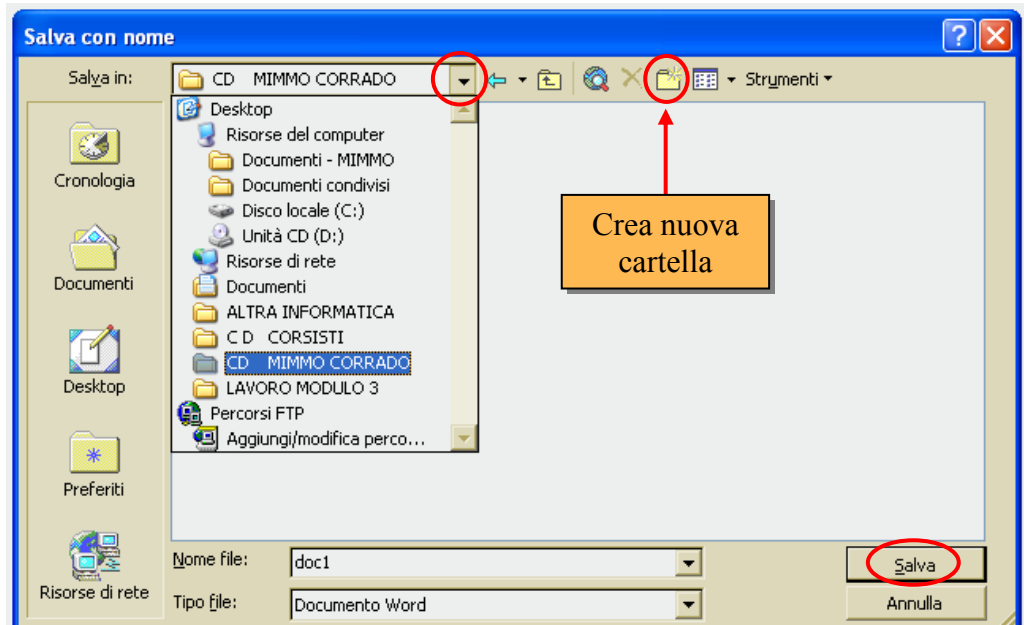 Salva con nome
Salva in:
CD MIMMO CORRADO
Strumenti
Desktop
Risorse del computer
Documenti - MIMMO
Documenti condivisi
Disco locale (C:)
Unità CD (D:)
Risorse di rete
Documenti
ALTRA INFORMATICA
C D CORSISTI
CD MIMMO CORRADO
LAVORO MODULO 3
Percorsi FTP
Aggiungi/modifica perco...
Cronologia
Documenti
Desktop
Preferiti
Risorse di rete
Crea nuova
cartella
Nome file:
doc1
Salva
Tipo file:
Documento Word
Annulla